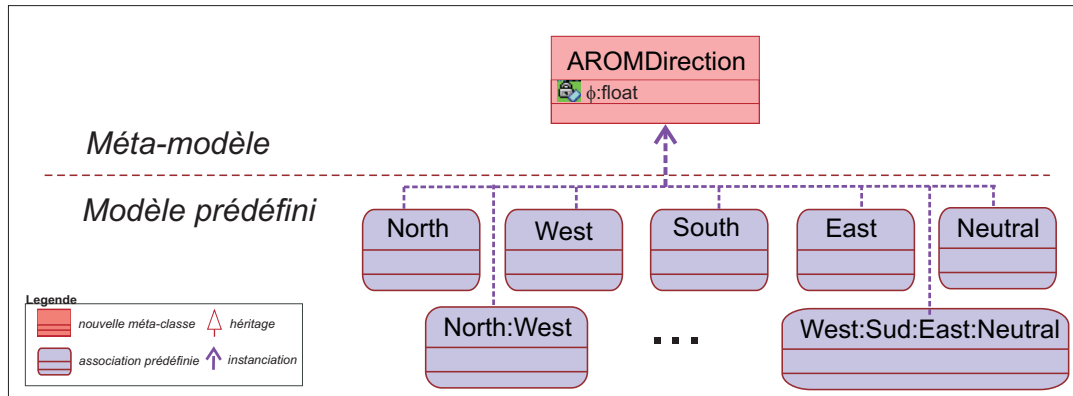 AROMDirection
ϕ:float
Méta-modèle
Modèle prédéfini
North
West
South
East
Neutral
North:West
...
West:Sud:East:Neutral
Legende
nouvelle méta-classe
héritage
association prédéfinie
instanciation